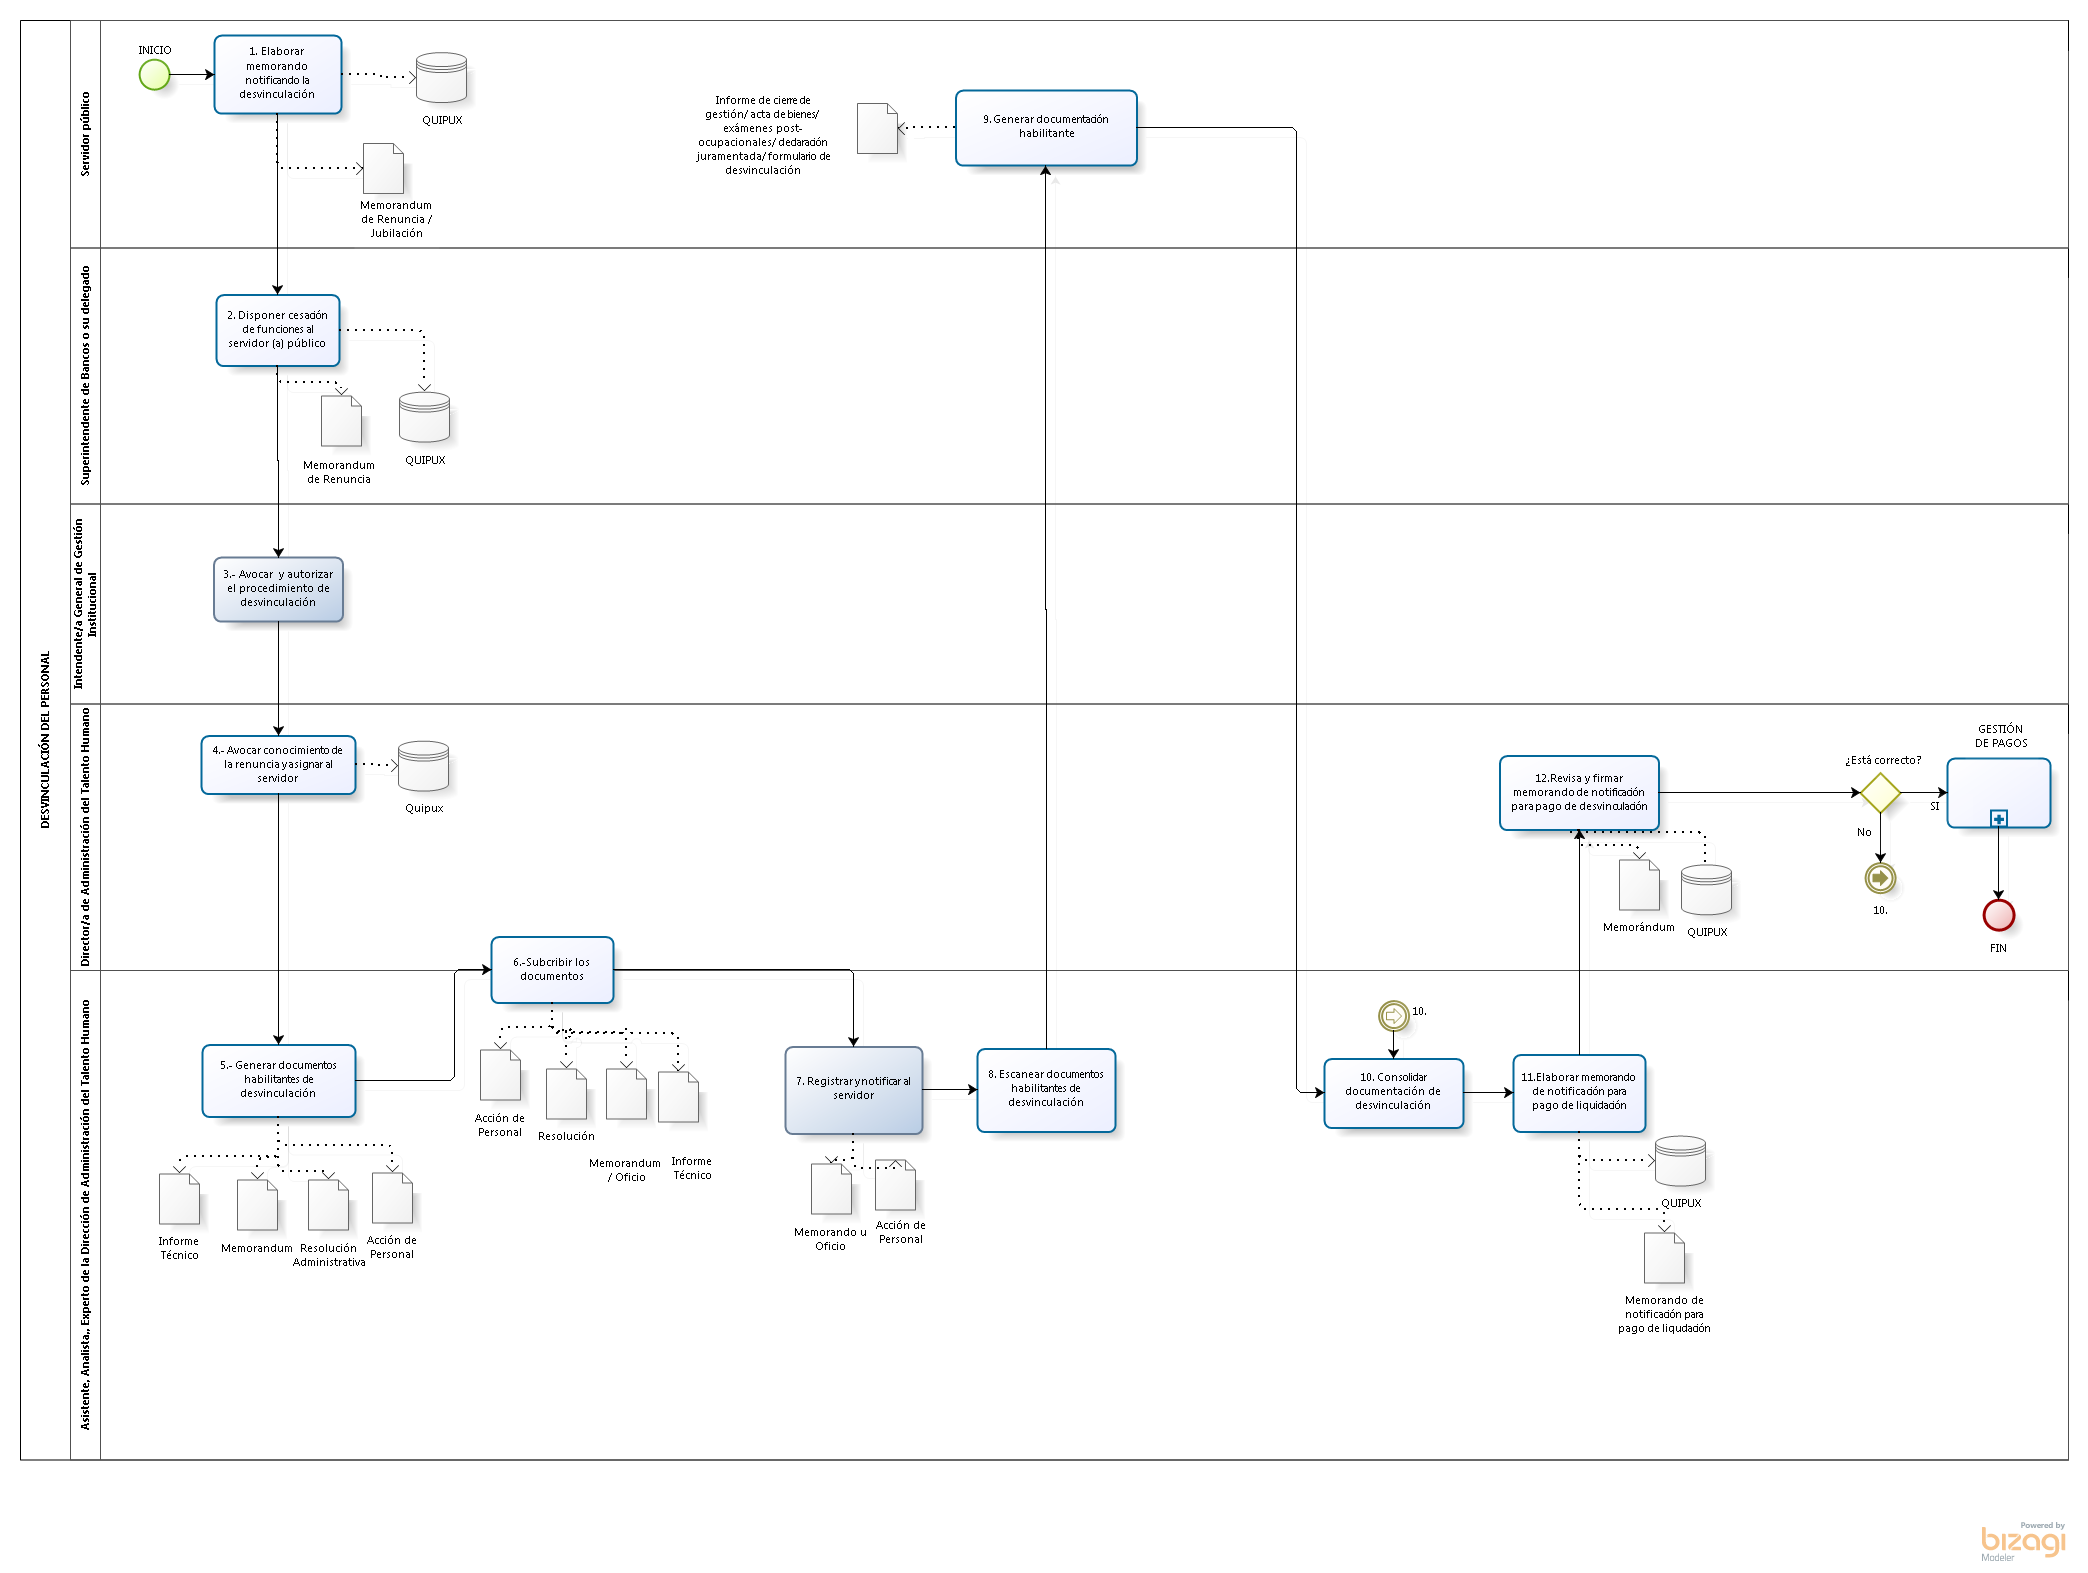 DESVINCULACIÓN DEL PERSONAL
Servidor público
INICIO
1. Elaborar
memorando
notificando la
desvinculación
QUIPUX
Memorandum
de Renuncia /
Jubilación
Informe de cierre de
gestión/ acta de bienes/
exámenes post-
ocupacionales/ declaración
juramentada/ formulario de
desvinculación
9. Generar documentación
habilitante
Superintendente de Bancos o su delegado
2. Disponer cesación
de funciones al
servidor (a) público
Memorandum
de Renuncia
QUIPUX
Intendente/a General de Gestión
Institucional
3.- Avocar y autorizar
el procedimiento de
desvinculación
Director/a de Administración del Talento Humano
4.- Avocar conocimiento de
la renuncia y asignar al
servidor
Quipux
6.-Subcribir los
documentos
12.Revisa y firmar
memorando de notificación
para pago de desvinculación
Memorándum
QUIPUX
¿Está correcto?
SI
No
10.
GESTIÓN
DE PAGOS
FIN
Asistente, Analista,, Experto de la Dirección de Administración del Talento Humano
5.- Generar documentos
habilitantes de
desvinculación
Informe
Técnico
Memorandum
Resolución
Administrativa
Acción de
Personal
Acción de
Personal
Resolución
Memorandum
/ Oficio
Informe
Técnico
7. Registrar y notificar al
servidor
Memorando u
Oficio
Acción de
Personal
8. Escanear documentos
habilitantes de
desvinculación
10.
10. Consolidar
documentación de
desvinculación
11.Elaborar memorando
de notificación para
pago de liquidación
QUIPUX
Memorando de
notificación para
pago de liqudación
Powered by
bizagi
Modeler